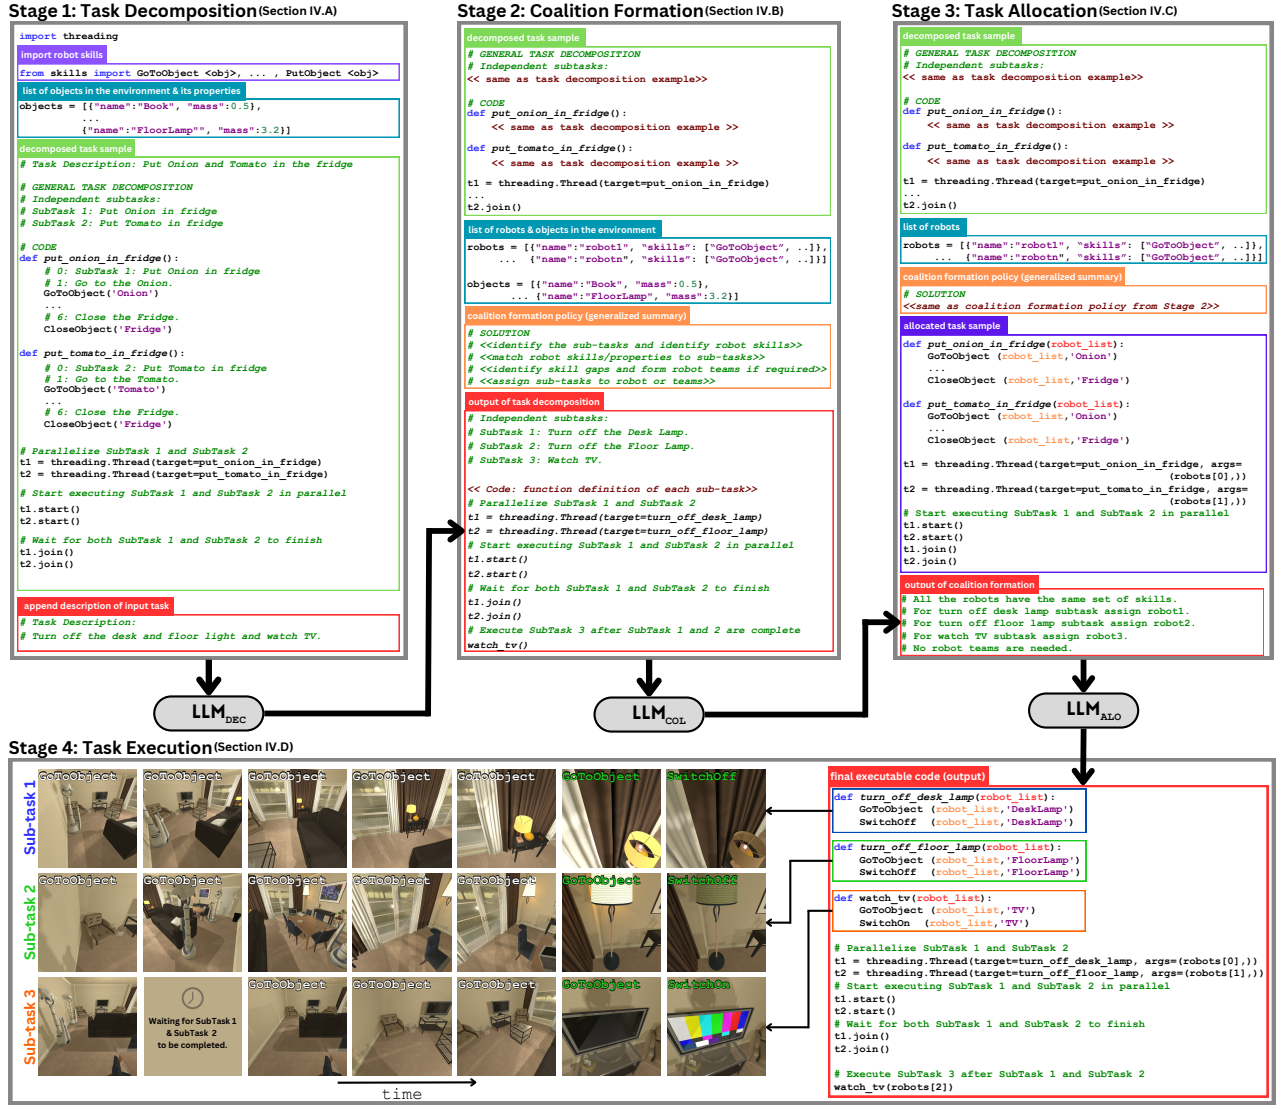 Stage 1: Task Decomposition(Section IV.A)
import threading
import robot skills
from skills import GoToObject <obj>, ... , PutObject <obj>
list of objects in the environment & its properties
objects = [{"name":"Book", "mass":0.5},
...
{"name":"FloorLamp"", "mass":3.2}]
decomposed task sample
# Task Description: Put Onion and Tomato in the fridge
# GENERAL TASK DECOMPOSITION
# Independent subtasks:
# SubTask 1: Put Onion in fridge
# SubTask 2: Put Tomato in fridge
# CODE
def put_onion_in_fridge():
# 0: SubTask 1: Put Onion in fridge
# 1: Go to the Onion.
GoToObject('Onion')
...
# 6: Close the Fridge.
CloseObject('Fridge')
def put_tomato_in_fridge():
# 0: SubTask 2: Put Tomato in fridge
# 1: Go to the Tomato.
GoToObject('Tomato')
...
# 6: Close the Fridge.
CloseObject('Fridge')
# Parallelize SubTask 1 and SubTask 2
t1 = threading.Thread(target=put_onion_in_fridge)
t2 = threading.Thread(target=put_tomato_in_fridge)
# Start executing SubTask 1 and SubTask 2 in parallel
t1.start()
t2.start()
# Wait for both SubTask 1 and SubTask 2 to finish
t1.join()
t2.join()
append description of input task
# Task Description:
# Turn off the desk and floor light and watch TV.
LLM DEC
Stage 2: Coalition Formation(Section IV.B)
decomposed task sample
# GENERAL TASK DECOMPOSITION
# Independent subtasks:
<< same as task decomposition example>>
# CODE
def put_onion_in_fridge():
<< same as task decomposition example >>
def put_tomato_in_fridge():
<< same as task decomposition example >>
t1 = threading.Thread(target=put_onion_in_fridge)
...
t2.join()
list of robots & objects in the environment
robots = [{"name":"robot1", "skills": ["GoToObject", ..]},
... {"name":"robotn", "skills": ["GoToObject", ..]}]
objects = [{"name":"Book", "mass":0.5},
... {"name":"FloorLamp", "mass":3.2}]
coalition formation policy (generalized summary)
# SOLUTION
# <<identify the sub-tasks and identify robot skills>>
# <<match robot skills/properties to sub-tasks>>
# <<identify skill gaps and form robot teams if required>>
# <<assign sub-tasks to robot or teams>>
output of task decomposition
# Independent subtasks:
# SubTask 1: Turn off the Desk Lamp.
# SubTask 2: Turn off the Floor Lamp.
# SubTask 3: Watch TV.
<< Code: function definition of each sub-task>>
# Parallelize SubTask 1 and SubTask 2
t1 = threading.Thread(target=turn_off_desk_lamp)
t2 = threading.Thread(target=turn_off_floor_lamp)
# Start executing SubTask 1 and SubTask 2 in parallel
t1.start()
t2.start()
# Wait for both SubTask 1 and SubTask 2 to finish
t1.join()
t2.join()
# Execute SubTask 3 after SubTask 1 and 2 are complete
watch_tv()
LLM COL
Stage 3: Task Allocation(Section IV.C)
decomposed task sample
# GENERAL TASK DECOMPOSITION
# Independent subtasks:
<< same as task decomposition example>>
# CODE
def put_onion_in_fridge():
<< same as task decomposition example >>
def put_tomato_in_fridge():
<< same as task decomposition example >>
t1 = threading.Thread(target=put_onion_in_fridge)
...
t2.join()
list of robots
robots = [{"name":"robot1", "skills": ["GoToObject", ..]},
... {"name":"robotn", "skills": ["GoToObject", ..]}]
coalition formation policy (generalized summary)
# SOLUTION
<<same as coalition formation policy from Stage 2>>
allocated task sample
def put_onion_in_fridge(robot_list):
GoToObject (robot_list,'Onion')
...
CloseObject (robot_list,'Fridge')
def put_tomato_in_fridge(robot_list):
GoToObject (robot_list,'Onion')
...
CloseObject (robot_list,'Fridge')
t1 = threading.Thread(target=put_onion_in_fridge, args=
(robots[0],))
t2 = threading.Thread(target=put_tomato_in_fridge, args=
(robots[1],))
# Start executing SubTask 1 and SubTask 2 in parallel
t1.start()
t2.start()
t1.join()
t2.join()
output of coalition formation
# All the robots have the same set of skills.
# For turn off desk lamp subtask assign robot1.
# For turn off floor lamp subtask assign robot2.
# For watch TV subtask assign robot3.
# No robot teams are needed.
LLM ALO
Stage 4: Task Execution(Section IV.D)
Sub-task 1
GoToObject GoToObject GoToObject GoToObject GoToObject GoToObject SwitchOff
Sub-task 2
GoToObject GoToObject GoToObject GoToObject GoToObject GoToObject SwitchOff
Sub-task 3
Waiting for SubTask 1
& SubTask 2
to be completed.
GoToObject GoToObject GoToObject GoToObject SwitchOn
time
final executable code (output)
def turn_off_desk_lamp(robot_list):
GoToObject (robot_list,'DeskLamp')
SwitchOff (robot_list,'DeskLamp')
def turn_off_floor_lamp(robot_list):
GoToObject (robot_list,'FloorLamp')
SwitchOff (robot_list,'FloorLamp')
def watch_tv(robot_list):
GoToObject (robot_list,'TV')
SwitchOn (robot_list,'TV')
# Parallelize SubTask 1 and SubTask 2
t1 = threading.Thread(target=turn_off_desk_lamp, args=(robots[0],))
t2 = threading.Thread(target=turn_off_floor_lamp, args=(robots[1],))
# Start executing SubTask 1 and SubTask 2 in parallel
t1.start()
t2.start()
# Wait for both SubTask 1 and SubTask 2 to finish
t1.join()
t2.join()
# Execute SubTask 3 after SubTask 1 and SubTask 2
watch_tv(robots[2])